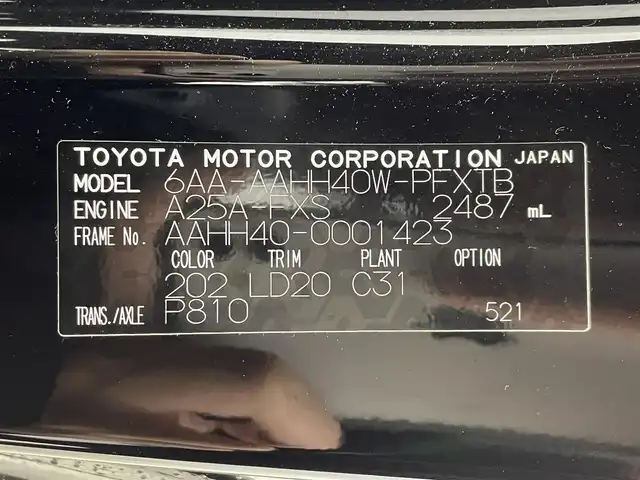 TOYOTA MOTOR CORPORATION JAPAN
MODEL 6AA-AAHH40W-PFXTB
ENGINE A25A-FXS 2487 mL
FRAME No. AAHH40-0001423
COLOR TRIM PLANT OPTION
202 LD20 C31
TRANS./AXLE P810 521